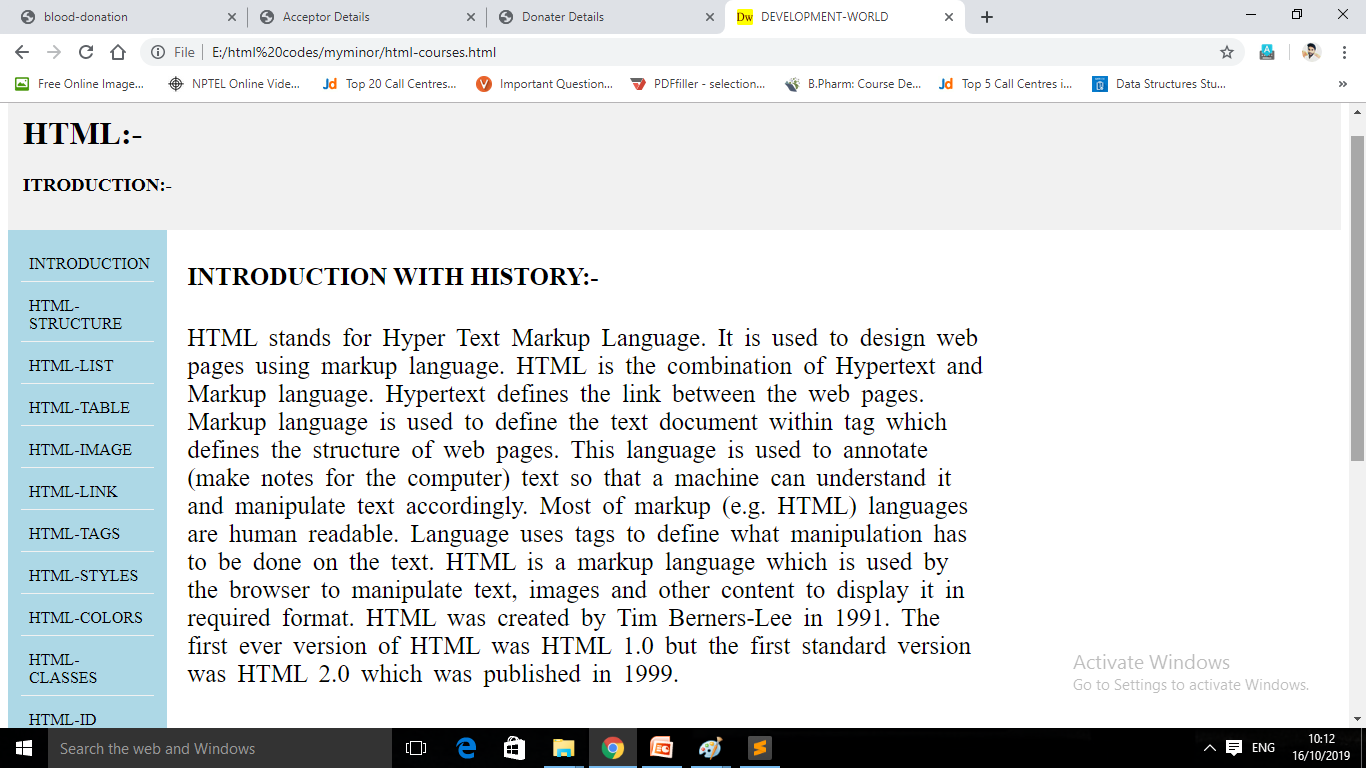 blood-donation
Acceptor Details
Donater Details
Dw DEVELOPMENT-WORLD
File E:/html%20codes/myminor/html-courses.html
Free Online Image...
NPTEL Online Vide...
Jd Top 20 Call Centres...
Important Question...
PDFfiller - selection...
B.Pharm: Course De...
Jd Top 5 Call Centres i...
Data Structures Stu...
HTML:-
ITRODUCTION:-
INTRODUCTION
HTML-
STRUCTURE
HTML-LIST
HTML-TABLE
HTML-IMAGE
HTML-LINK
HTML-TAGS
HTML-STYLES
HTML-COLORS
HTML-
CLASSES
HTML-ID
INTRODUCTION WITH HISTORY:-
HTML stands for Hyper Text Markup Language. It is used to design web
pages using markup language. HTML is the combination of Hypertext and
Markup language. Hypertext defines the link between the web pages.
Markup language is used to define the text document within tag which
defines the structure of web pages. This language is used to annotate
(make notes for the computer) text so that a machine can understand it
and manipulate text accordingly. Most of markup (e.g. HTML) languages
are human readable. Language uses tags to define what manipulation has
to be done on the text. HTML is a markup language which is used by
the browser to manipulate text, images and other content to display it in
required format. HTML was created by Tim Berners-Lee in 1991. The
first ever version of HTML was HTML 1.0 but the first standard version
was HTML 2.0 which was published in 1999.
Activate Windows
Go to Settings to activate Windows.
Search the web and Windows
ENG
10:12
16/10/2019